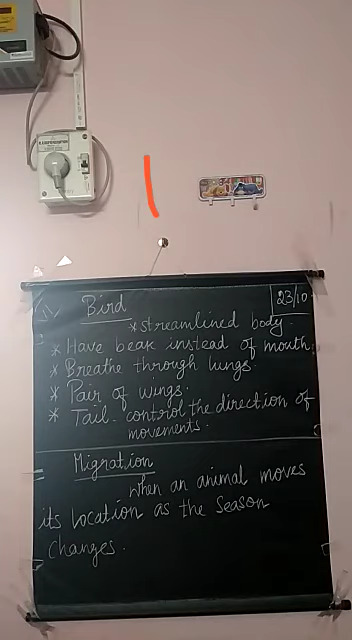 Bird
23/10
* streamlined body.
* Have beak instead of mouth.
* Breathe through lungs.
* Pair of wings.
* Tail. control the direction of
movements.
Migration
When an animal moves
its location as the season
changes.